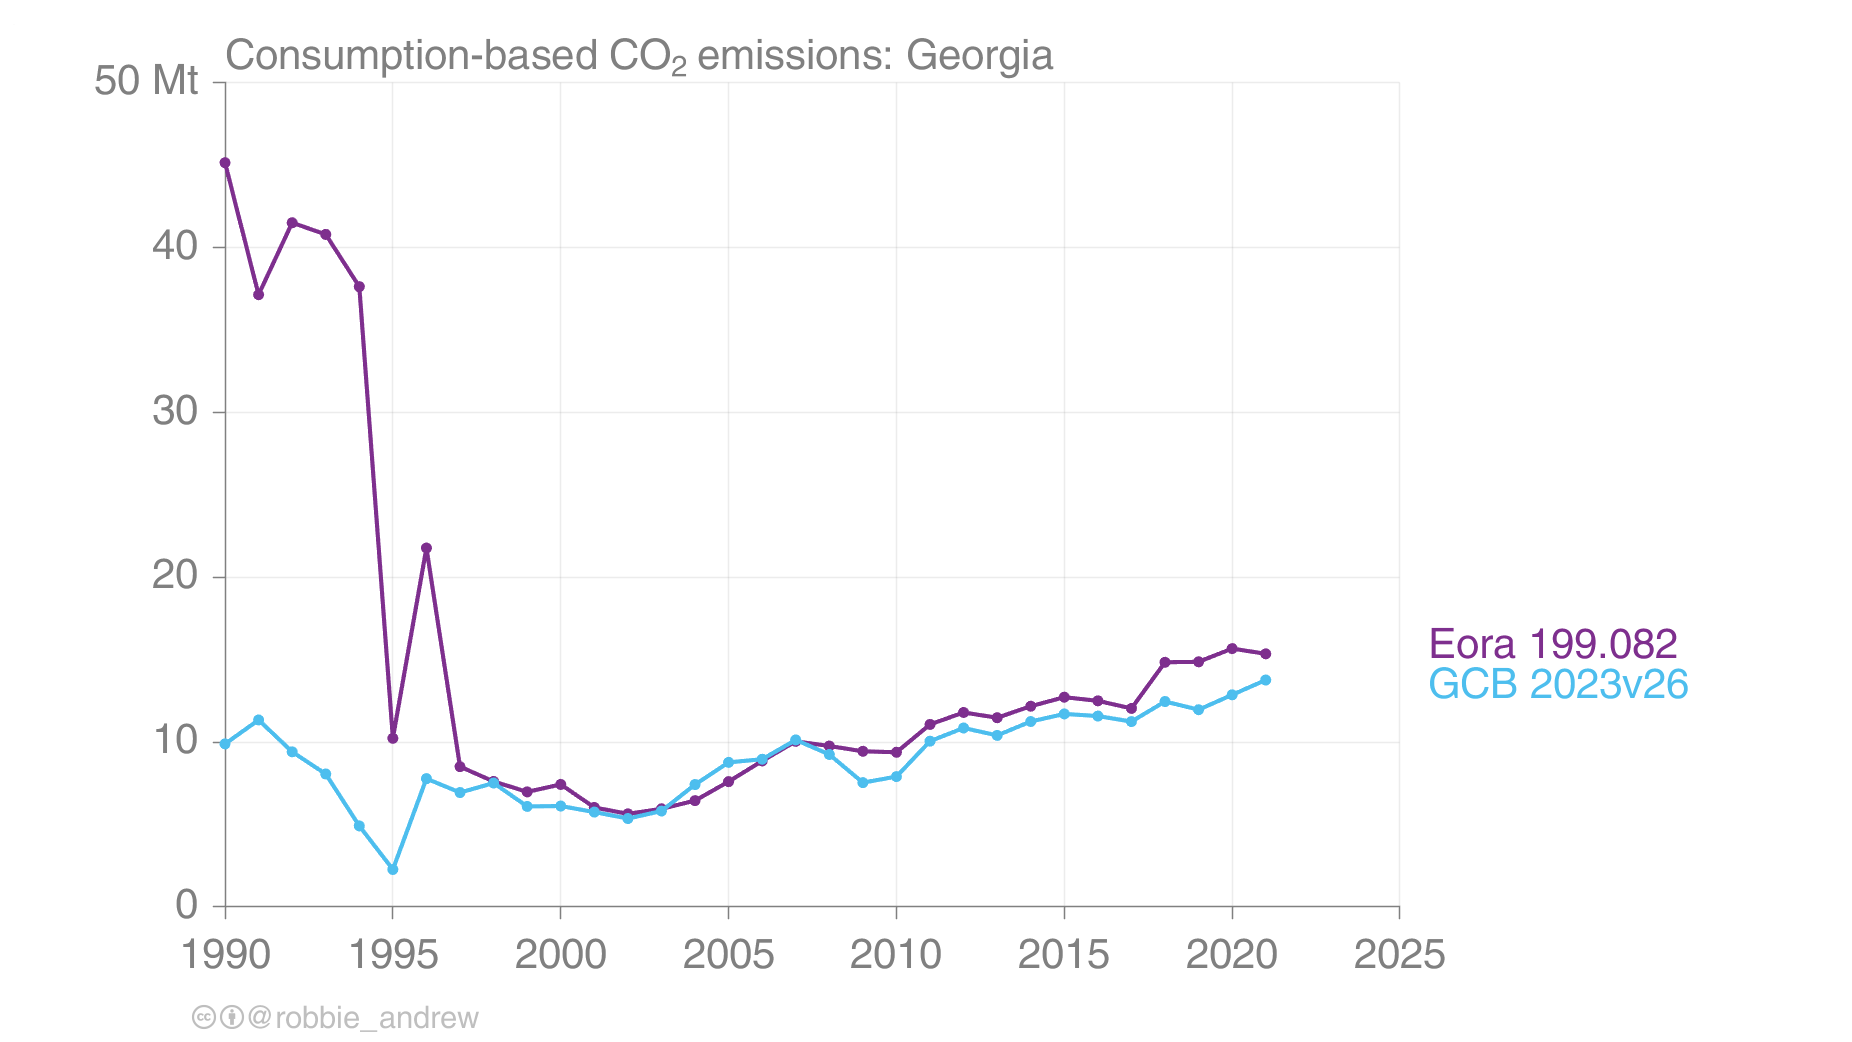 Consumption-based CO₂ emissions: Georgia
50 Mt
40
30
20
10
0
1990 1995 2000 2005 2010 2015 2020 2025
Eora 199.082
GCB 2023v26
@robbie_andrew